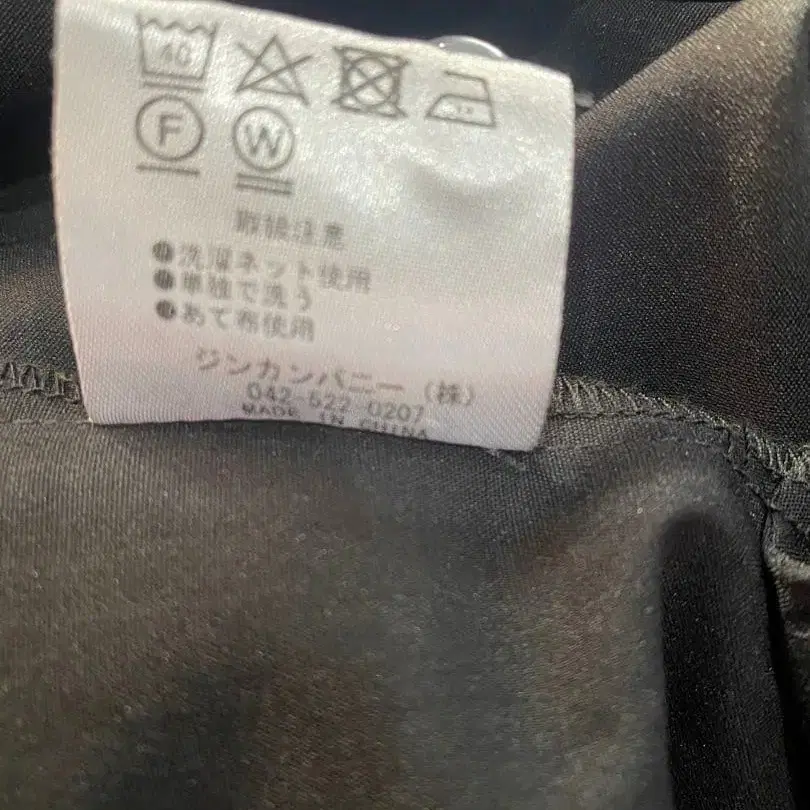 40
F
W
取扱注意
●洗濯ネット使用
●単独で洗う
●あて布使用
ジンカンパニー(株)
042-522-0207
MADE IN CHINA